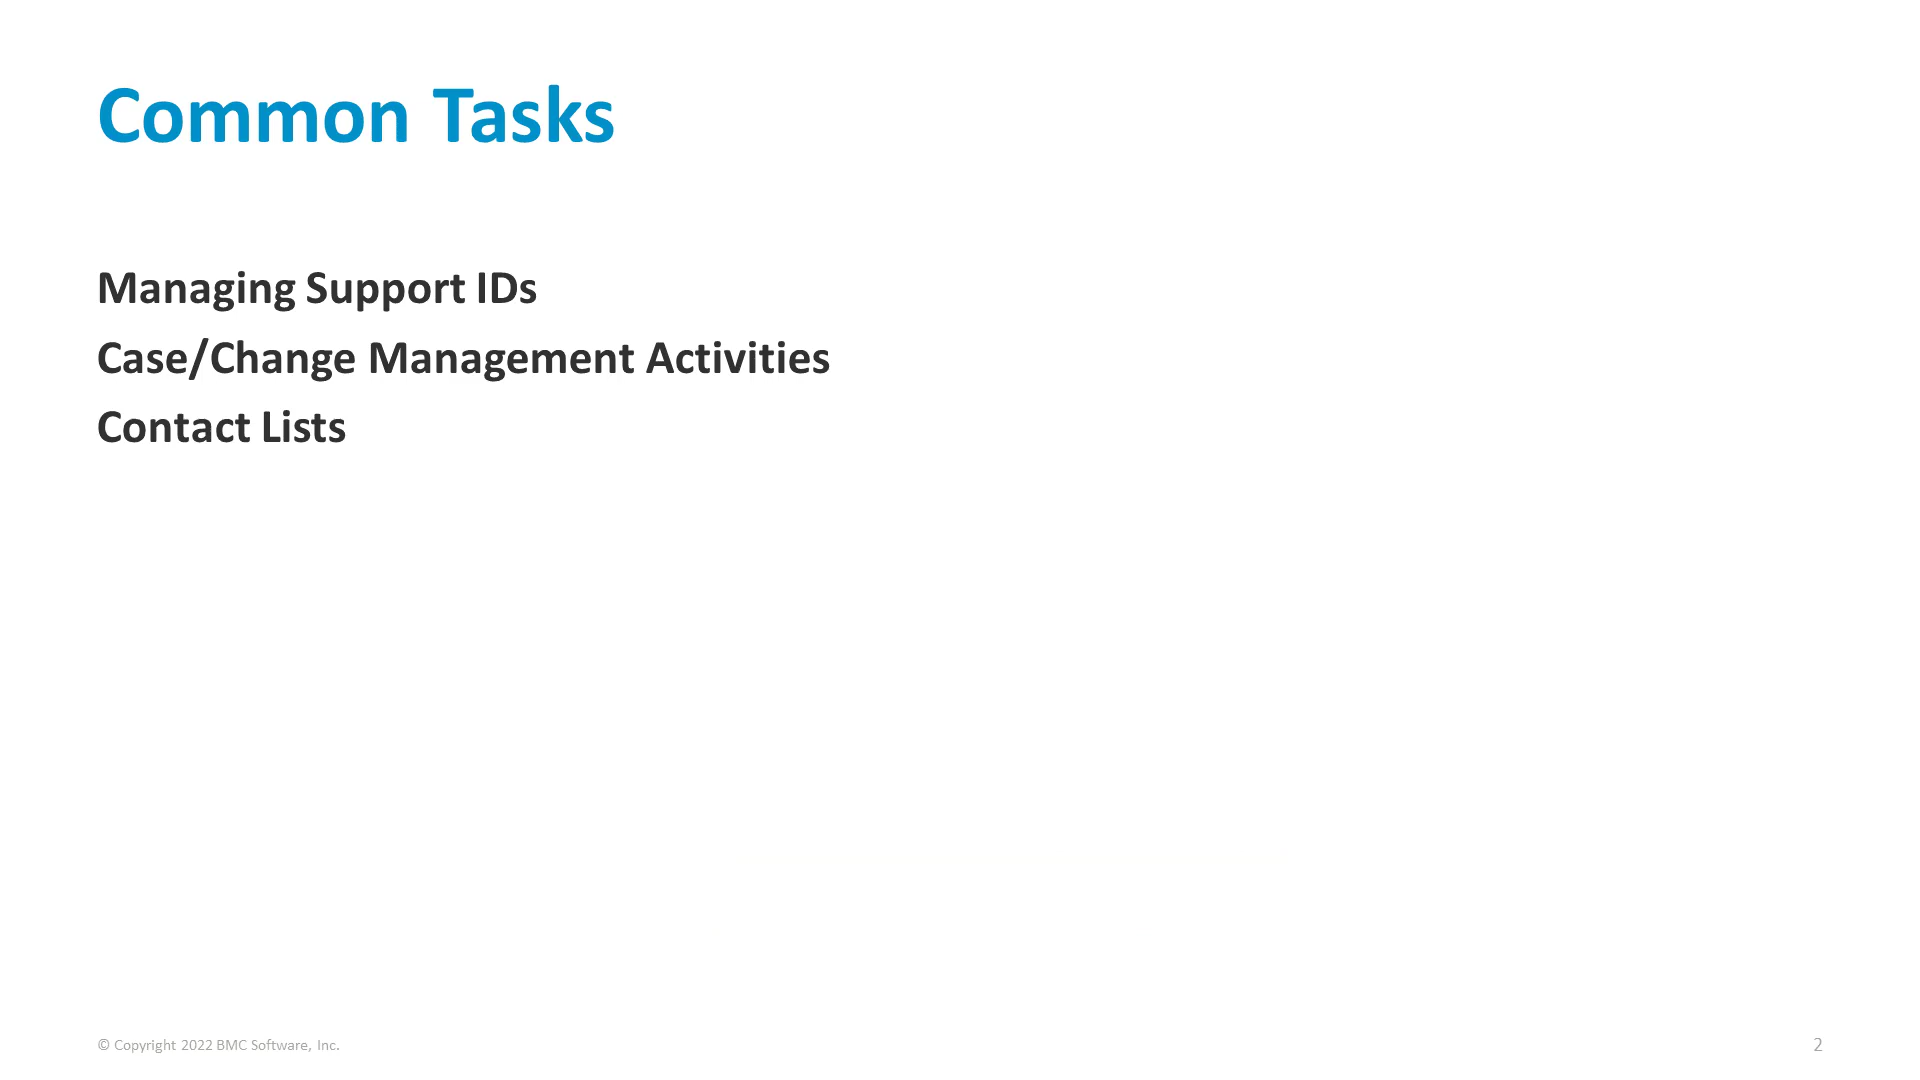 Common Tasks
Managing Support IDs
Case/Change Management Activities
Contact Lists
© Copyright 2022 BMC Software, Inc.
2